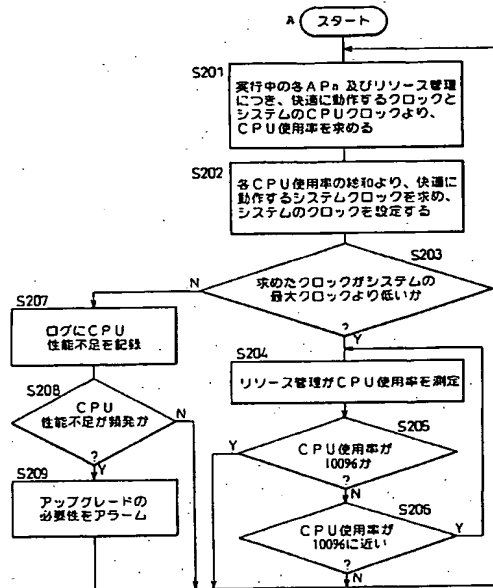 A スタート
S201
実行中の各APn 及びリソース管理
につき、快適に動作するクロックと
システムのCPUクロックより、
CPU使用率を求める
S202
各CPU使用率の総和より、快適に
動作するシステムクロックを求め、
システムのクロックを設定する
S203
求めたクロックがシステムの
最大クロックより低いか
?
N
Y
S207
ログにCPU
性能不足を記録
S208
CPU
性能不足が頻発か
?
N
Y
S209
アップグレードの
必要性をアラーム
S204
リソース管理がCPU使用率を測定
S205
CPU使用率が
100%か
?
Y
N
S206
CPU使用率が
100%に近い
?
Y
N